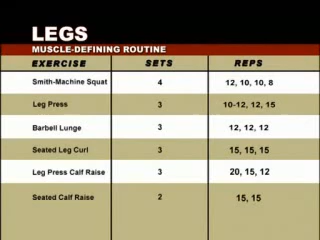 LEGS
MUSCLE-DEFINING ROUTINE
EXERCISE SETS REPS
Smith-Machine Squat 4 12, 10, 10, 8
Leg Press 3 10-12, 12, 15
Barbell Lunge 3 12, 12, 12
Seated Leg Curl 3 15, 15, 15
Leg Press Calf Raise 3 20, 15, 12
Seated Calf Raise 2 15, 15